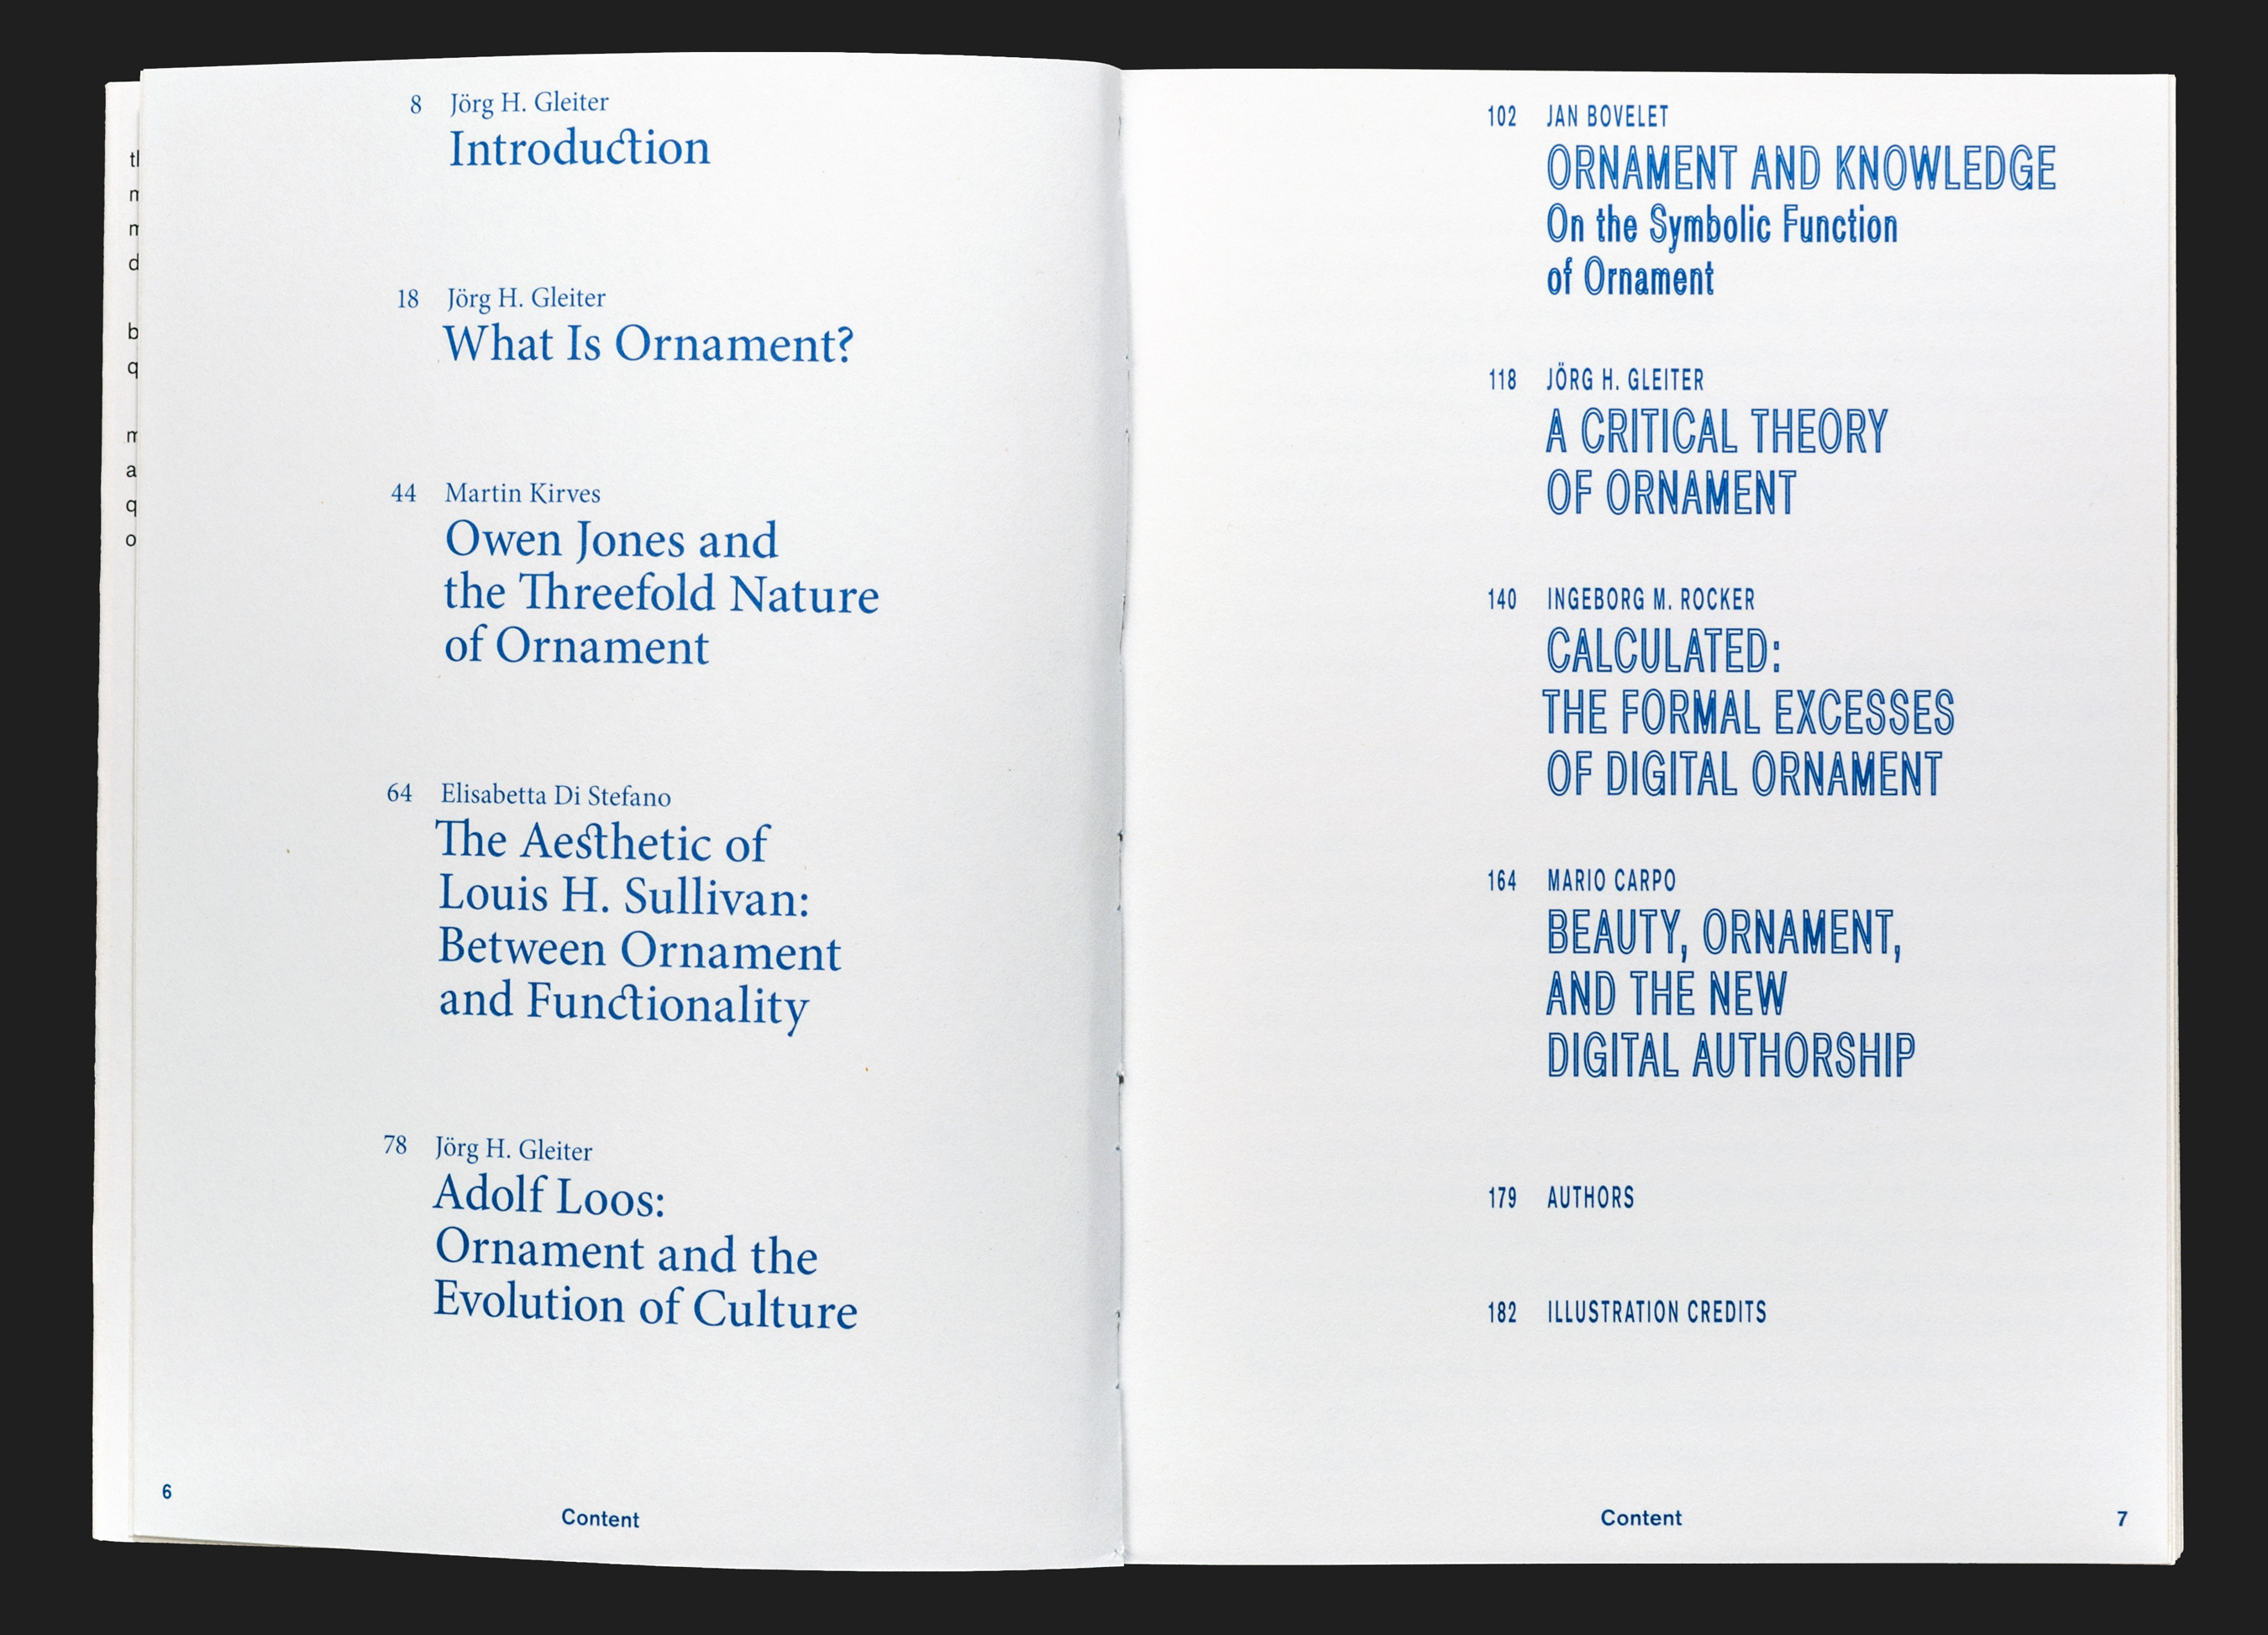 8 Jörg H. Gleiter
Introduction
18 Jörg H. Gleiter
What Is Ornament?
44 Martin Kirves
Owen Jones and
the Threefold Nature
of Ornament
64 Elisabetta Di Stefano
The Aesthetic of
Louis H. Sullivan:
Between Ornament
and Functionality
78 Jörg H. Gleiter
Adolf Loos:
Ornament and the
Evolution of Culture
6
Content
102 JAN BOVELET
ORNAMENT AND KNOWLEDGE
On the Symbolic Function
of Ornament
118 JÖRG H. GLEITER
A CRITICAL THEORY
OF ORNAMENT
140 INGEBORG M. ROCKER
CALCULATED:
THE FORMAL EXCESSES
OF DIGITAL ORNAMENT
164 MARIO CARPO
BEAUTY, ORNAMENT,
AND THE NEW
DIGITAL AUTHORSHIP
179 AUTHORS
182 ILLUSTRATION CREDITS
Content
7